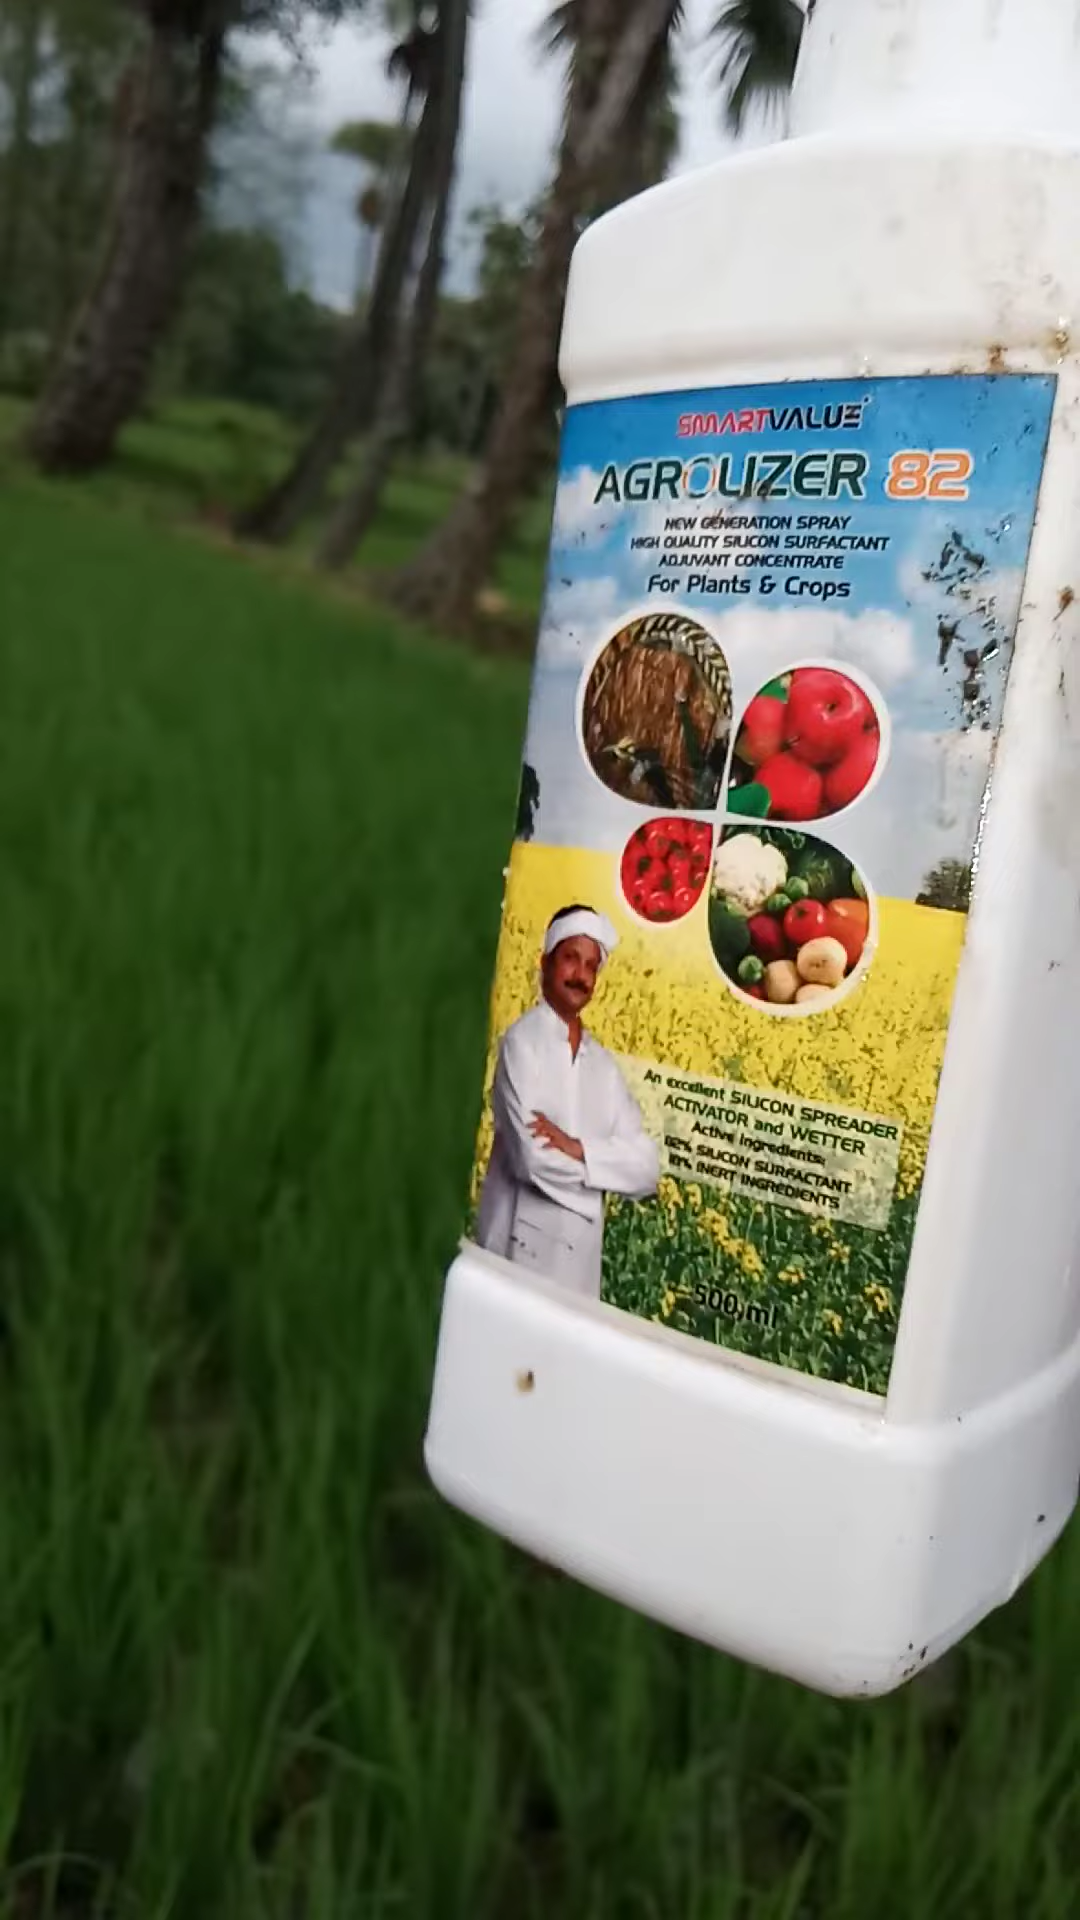 SMARTVALUE
AGROLIZER 82
NEW GENERATION SPRAY
HIGH QUALITY SILICON SURFACTANT
ADJUVANT CONCENTRATE
For Plants & Crops
An excellent SILICON SPREADER
ACTIVATOR and WETTER
Active Ingredients:
82% SILICON SURFACTANT
INERT INGREDIENTS
500 ml